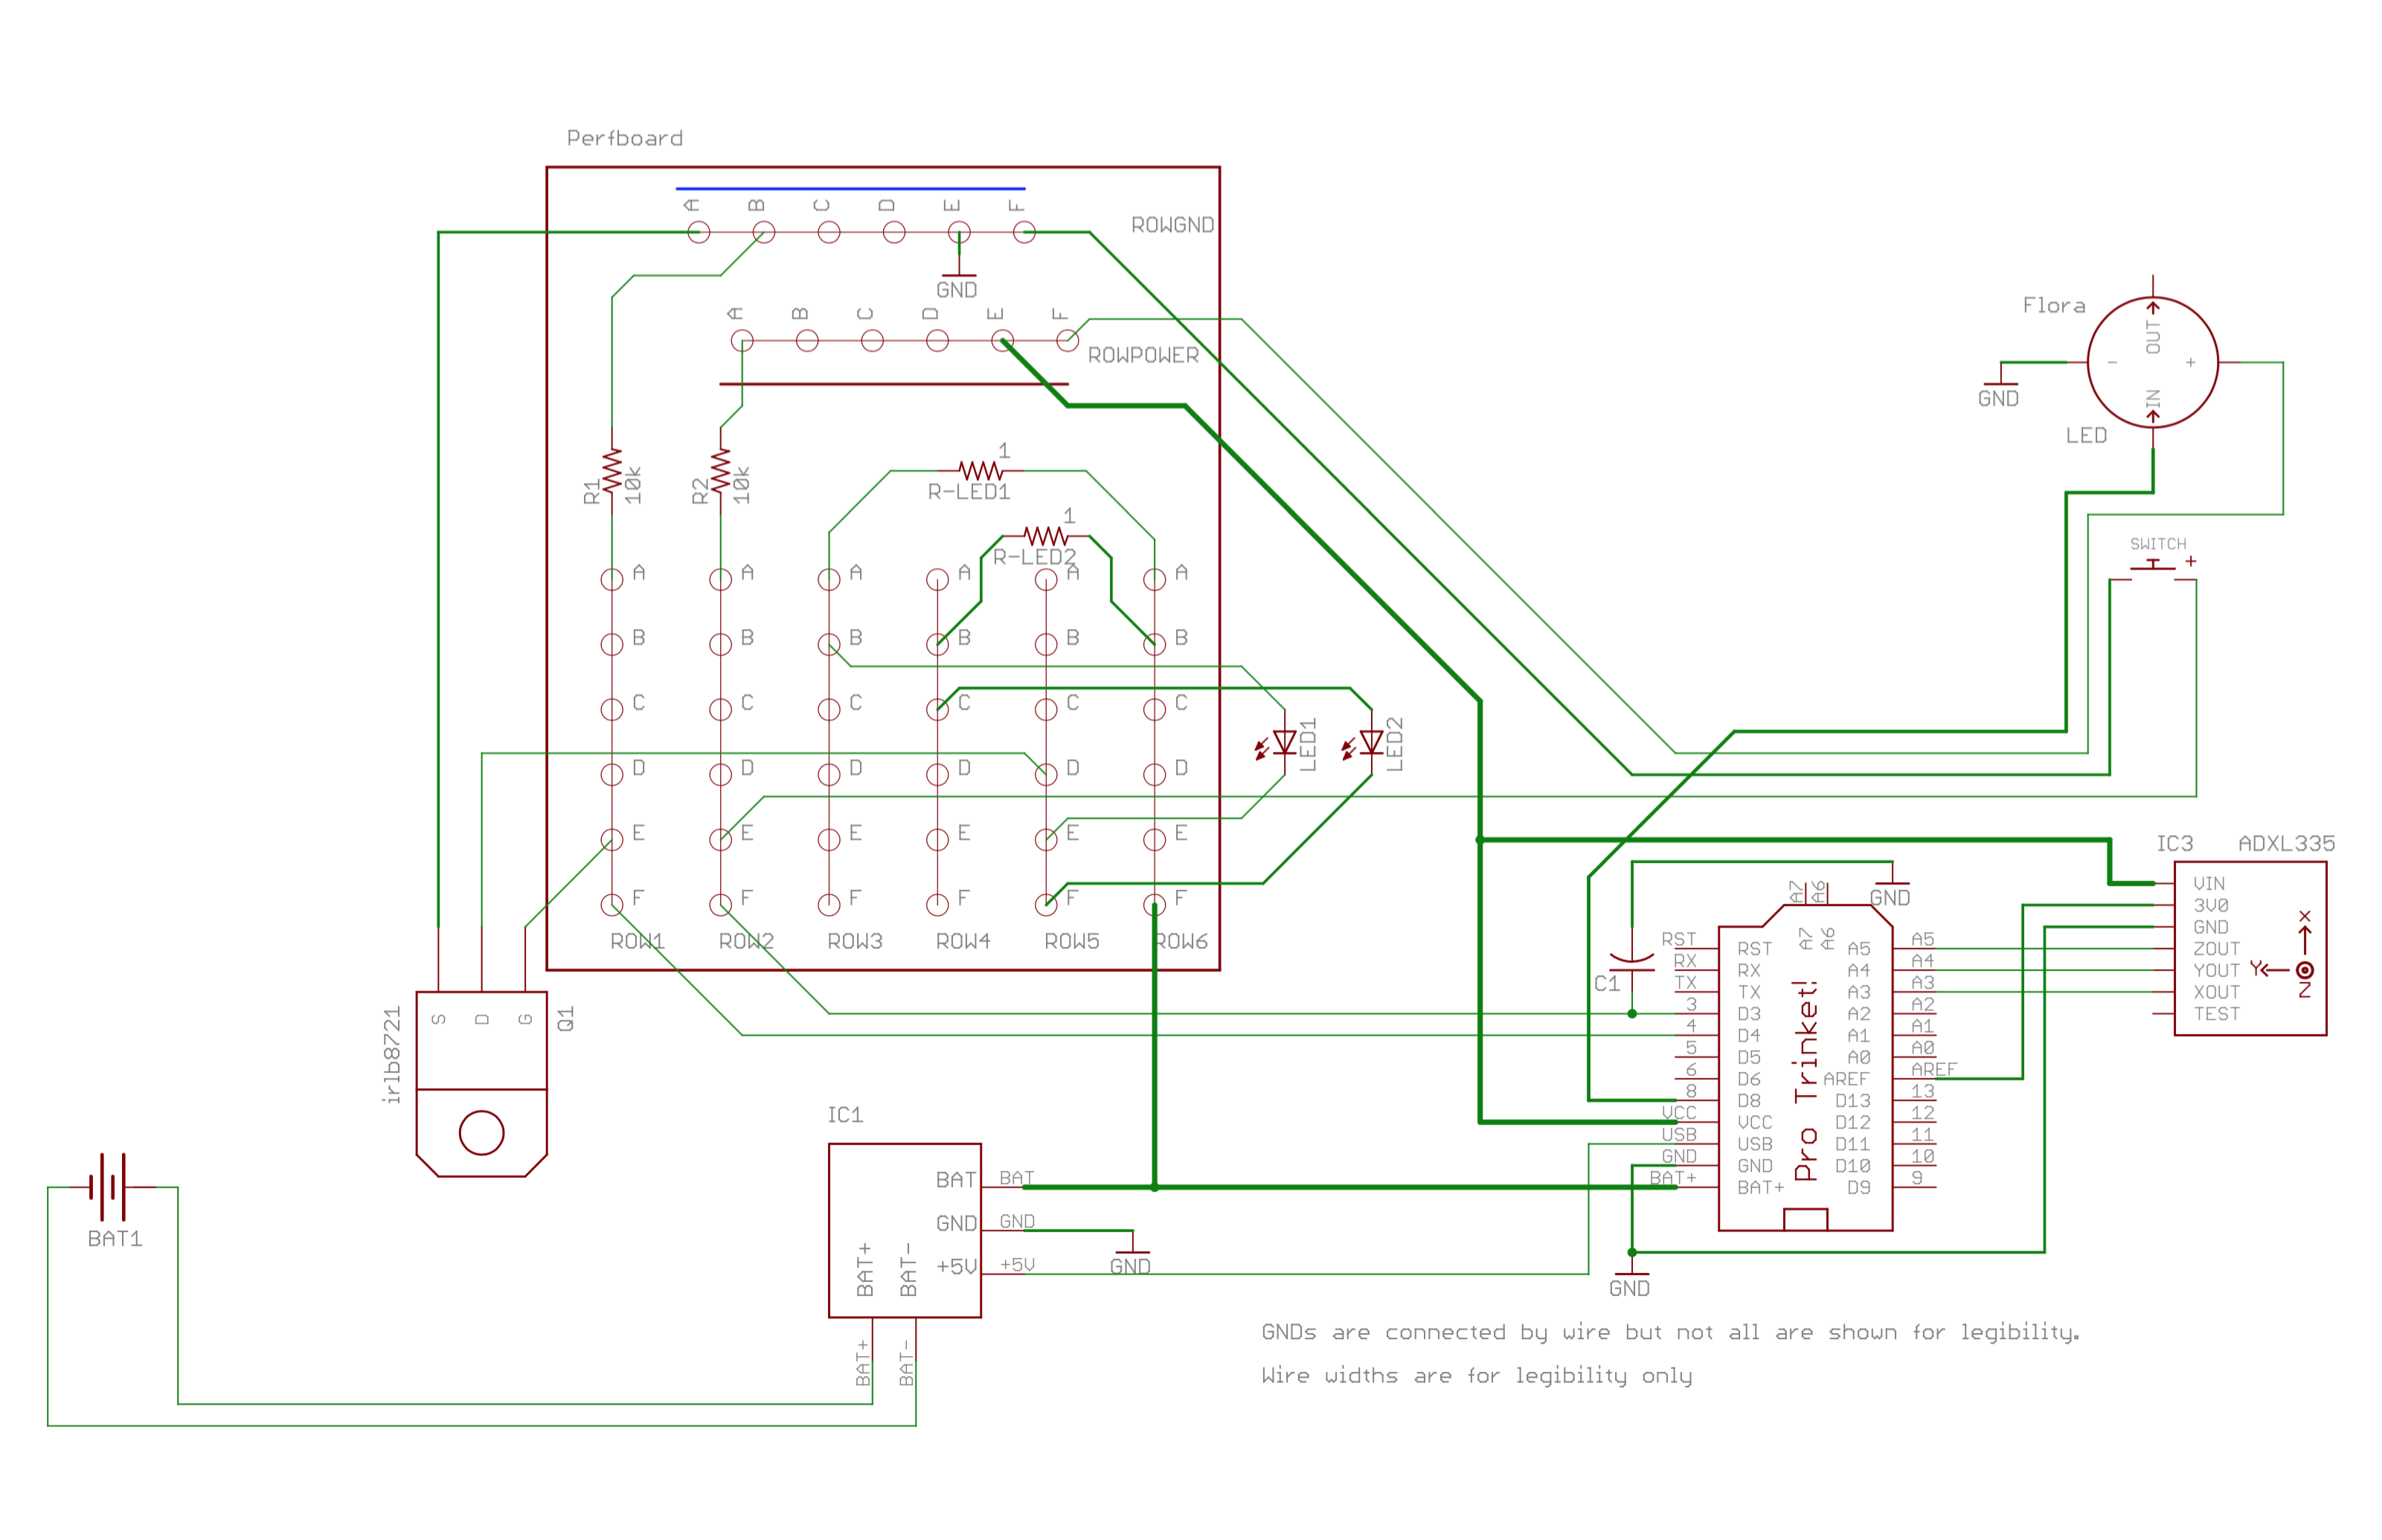 Perfboard
A B C D E F
ROWGND
GND
A B C D E F
ROWPOWER
Flora
OUT
- +
IN
GND
LED
1
R-LED1
R1
10k
R2
10k
1
R-LED2
SWITCH
+
A A A A A A
B B B B B B
C C C C C C
LED1
LED2
D D D D D D
E E E E E E
F F F F F F
ROW1 ROW2 ROW3 ROW4 ROW5 ROW6
IC3 ADXL335
VIN
3V0
GND
ZOUT
YOUT
XOUT
TEST
X
Y
Z
GND
C1
A7 A6
A7 A6
RST RST A5 A5
RX RX A4 A4
TX TX A3 A3
3 D3 A2 A2
4 D4 A1 A1
5 D5 A0 A0
6 D6 AREF AREF
8 D8 D13 13
VCC VCC D12 12
USB USB D11 11
GND GND D10 10
BAT+ BAT+ D9 9
Pro Trinket!
GND
S D G
Q1
irlb8721
IC1
BAT BAT
GND GND
+5V +5V
GND
BAT+ BAT-
BAT+ BAT-
BAT1
GNDs are connected by wire but not all are shown for legibility.
Wire widths are for legibility only